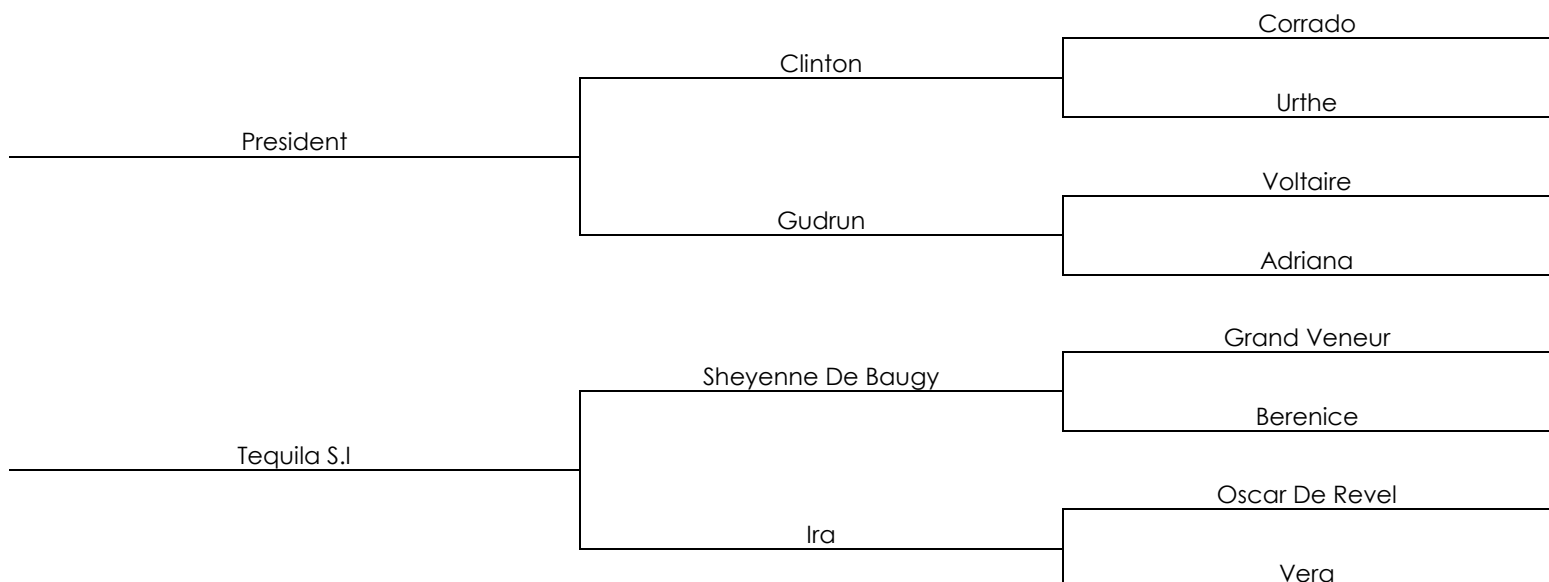 Corrado
Clinton
Urthe
President
Voltaire
Gudrun
Adriana
Grand Veneur
Sheyenne De Baugy
Berenice
Tequila S.I
Oscar De Revel
Ira
Vera